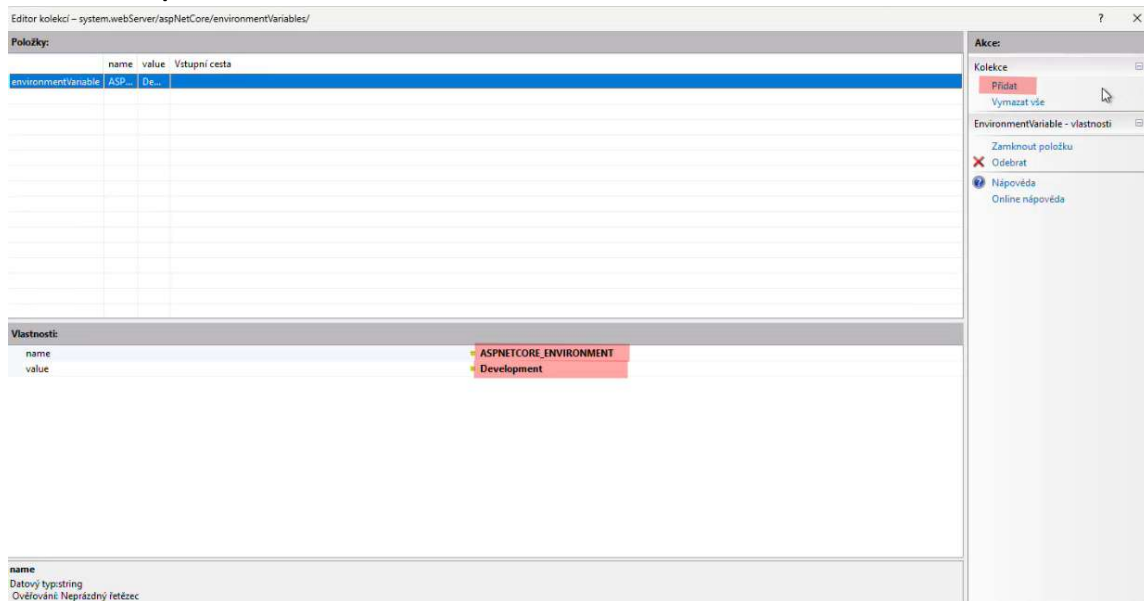 Editor kolekcí – system.webServer/aspNetCore/environmentVariables/
?
Položky:
name value Vstupní cesta
environmentVariable ASP... De...
Vlastnosti:
name ASPNETCORE_ENVIRONMENT
value Development
name
Datový typ:string
Ověřování: Neprázdný řetězec
Akce:
Kolekce
Přidat
Vymazat vše
EnvironmentVariable - vlastnosti
Zamknout položku
Odebrat
Nápověda
Online nápověda